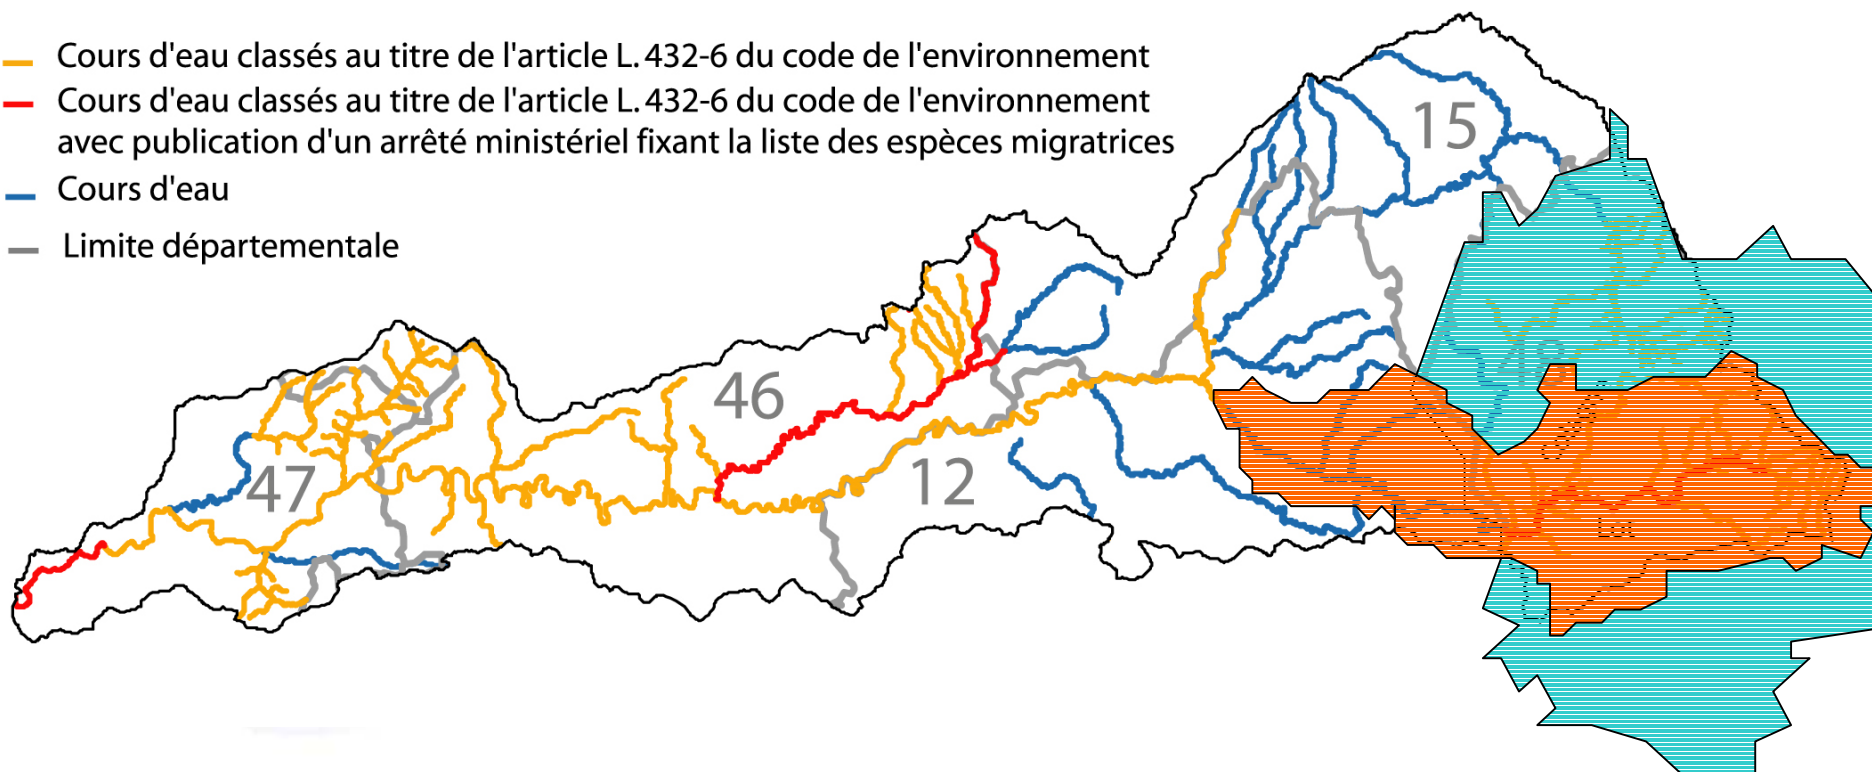 Cours d'eau classés au titre de l'article L. 432-6 du code de l'environnement
Cours d'eau classés au titre de l'article L. 432-6 du code de l'environnement
avec publication d'un arrêté ministériel fixant la liste des espèces migratrices
Cours d'eau
Limite départementale
15
46
47
12
48
Lot